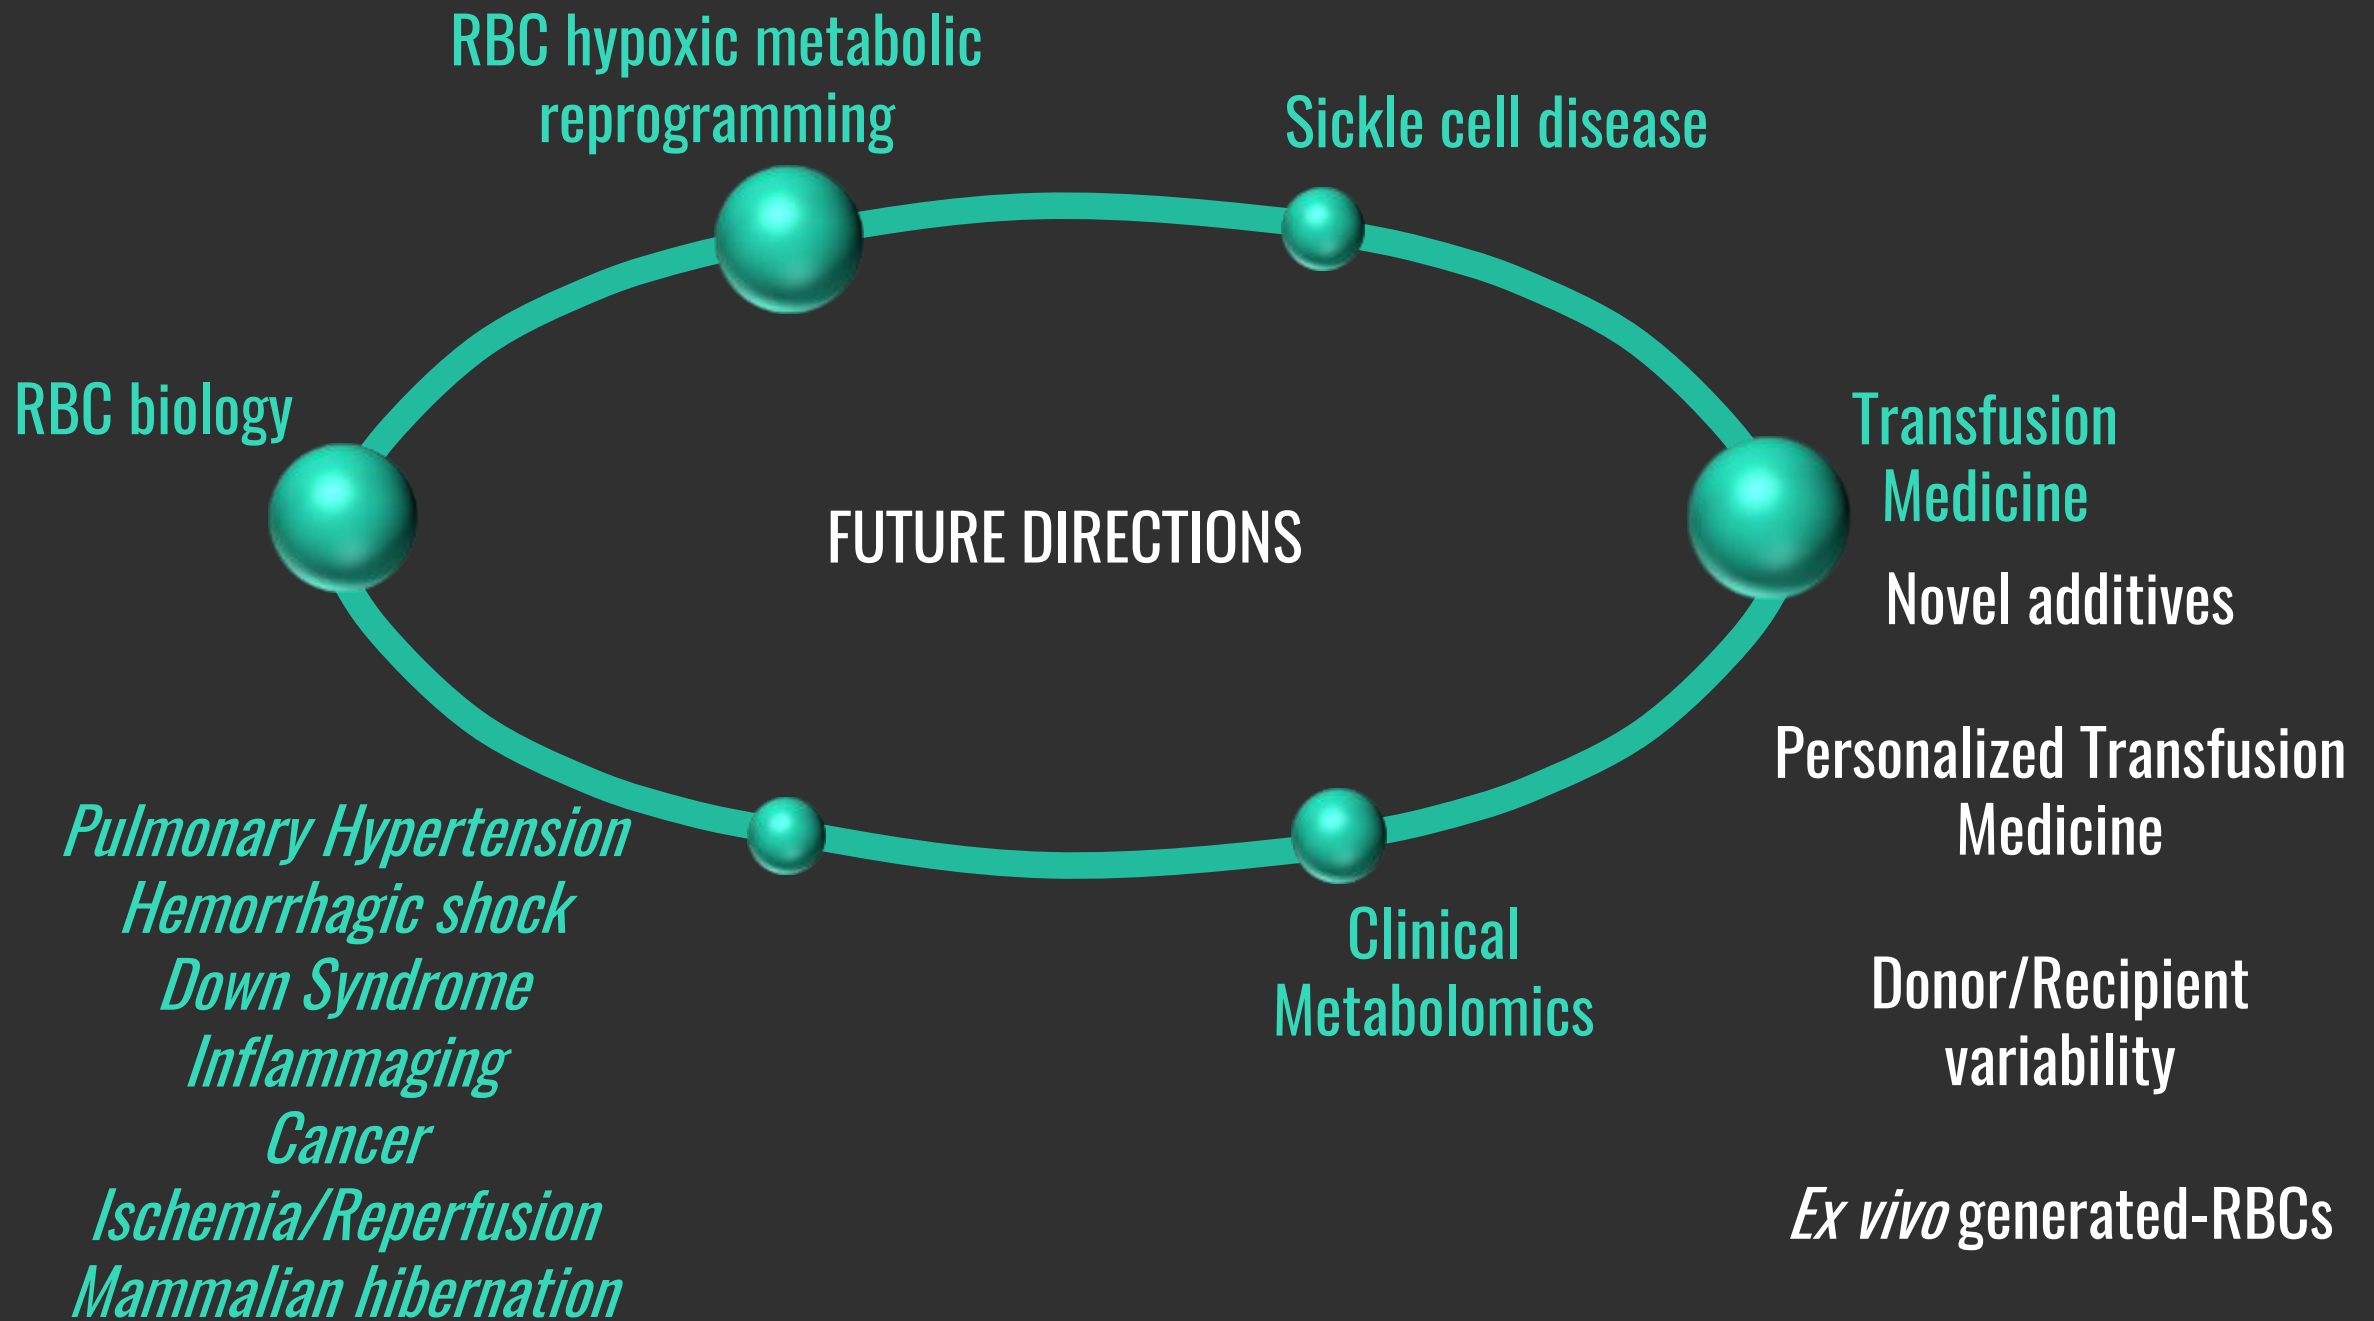 RBC hypoxic metabolic
reprogramming
Sickle cell disease
RBC biology
Transfusion
Medicine
FUTURE DIRECTIONS
Novel additives
Personalized Transfusion
Medicine
Donor/Recipient
variability
Ex vivo generated-RBCs
Clinical
Metabolomics
Pulmonary Hypertension
Hemorrhagic shock
Down Syndrome
Inflammaging
Cancer
Ischemia/Reperfusion
Mammalian hibernation